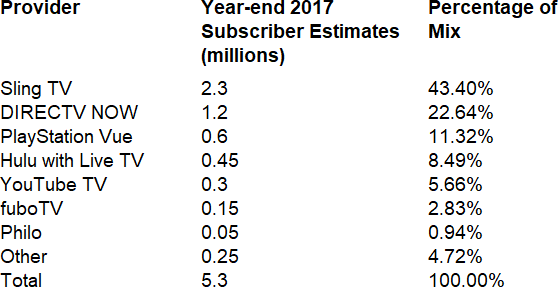 Provider Year-end 2017 Percentage of
Subscriber Estimates Mix
(millions)
Sling TV 2.3 43.40%
DIRECTV NOW 1.2 22.64%
PlayStation Vue 0.6 11.32%
Hulu with Live TV 0.45 8.49%
YouTube TV 0.3 5.66%
fuboTV 0.15 2.83%
Philo 0.05 0.94%
Other 0.25 4.72%
Total 5.3 100.00%